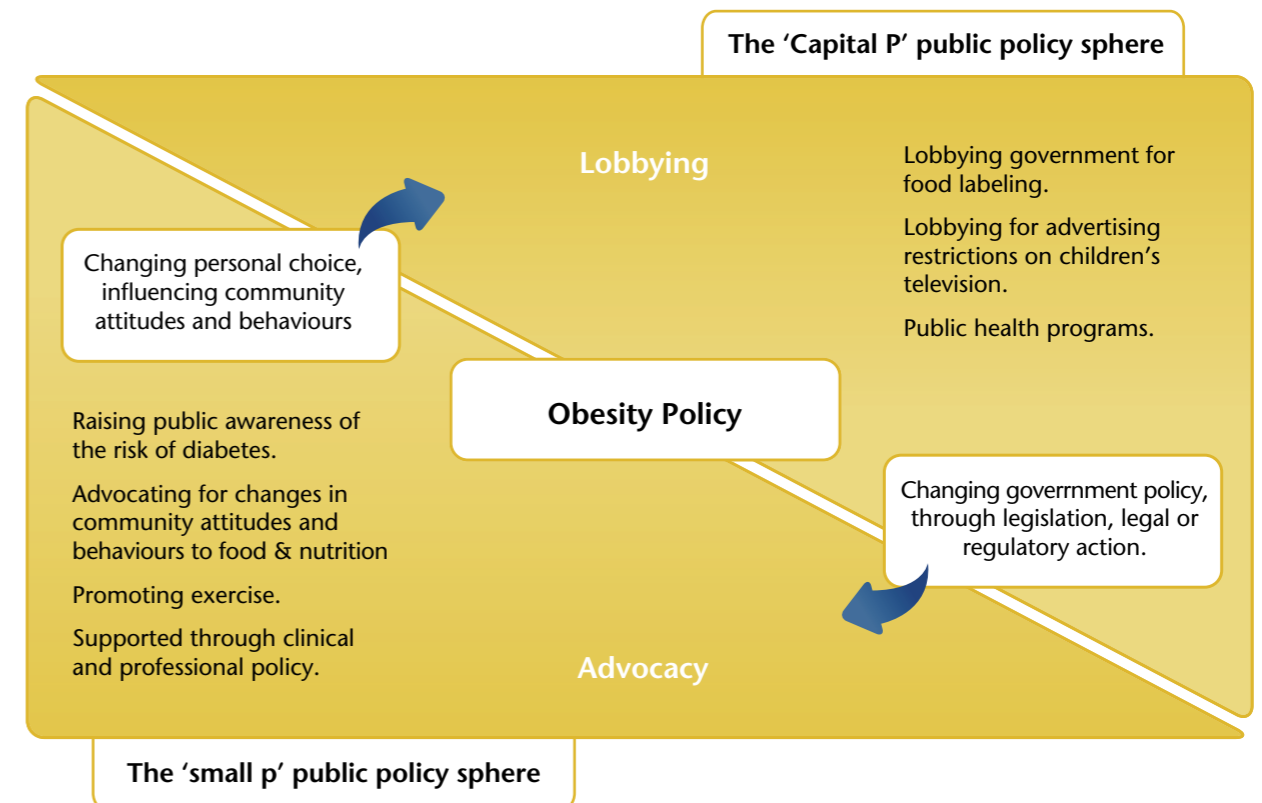 The ‘Capital P’ public policy sphere
Lobbying
Lobbying government for
food labeling.
Lobbying for advertising
restrictions on children’s
television.
Public health programs.
Changing personal choice,
influencing community
attitudes and behaviours
Obesity Policy
Raising public awareness of
the risk of diabetes.
Advocating for changes in
community attitudes and
behaviours to food & nutrition
Promoting exercise.
Supported through clinical
and professional policy.
Changing goverrnment policy,
through legislation, legal or
regulatory action.
Advocacy
The ‘small p’ public policy sphere